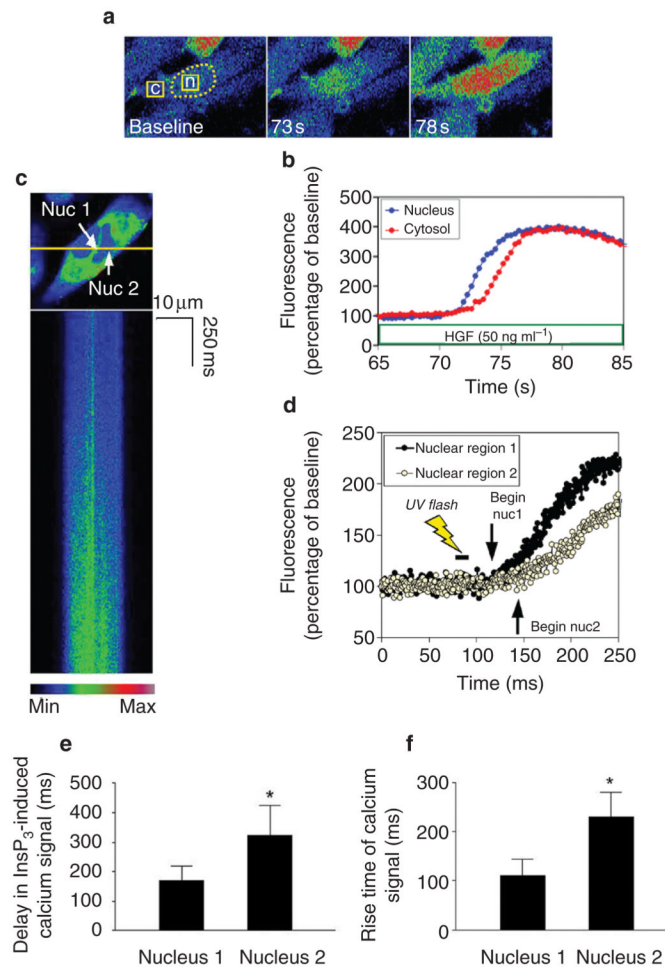 a
c
n
Baseline
73 s
78 s
b
Fluorescence
(percentage of baseline)
500
400
300
200
100
0
Nucleus
Cytosol
HGF (50 ng ml⁻¹)
65
70
75
80
85
Time (s)
c
Nuc 1
Nuc 2
10 μm
250 ms
Min
Max
d
Fluorescence
(percentage of baseline)
250
200
150
100
50
Nuclear region 1
Nuclear region 2
UV flash
Begin
nuc1
Begin nuc2
0
50
100
150
200
250
Time (ms)
e
Delay in InsP₃-induced
calcium signal (ms)
500
400
300
200
100
0
*
Nucleus 1
Nucleus 2
f
Rise time of calcium
signal (ms)
300
200
100
0
*
Nucleus 1
Nucleus 2